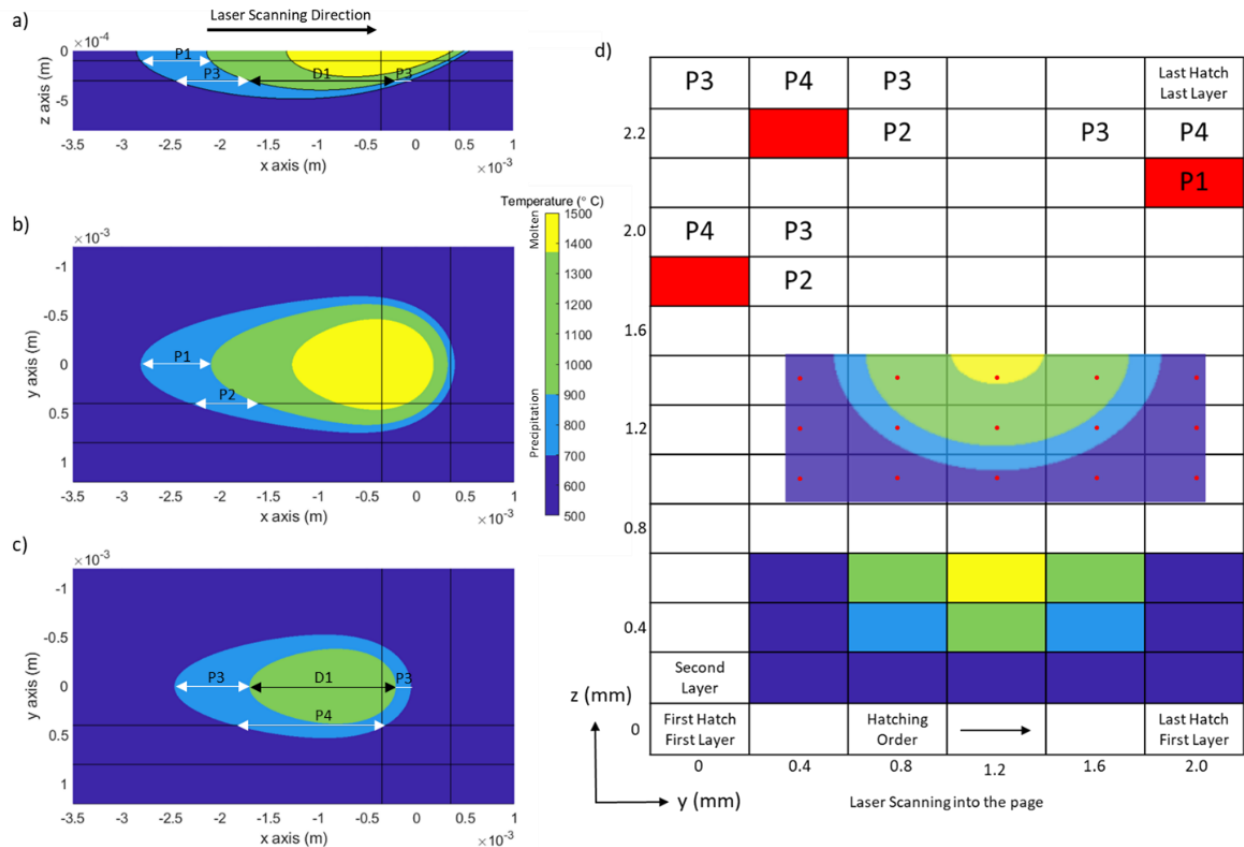 a)
Laser Scanning Direction
×10⁻⁴
0
-5
z axis (m)
P1
P3
D1
P3
-3.5 -3 -2.5 -2 -1.5 -1 -0.5 0 0.5 1
x axis (m)
×10⁻³
b)
×10⁻³
-1
-0.5
0
0.5
1
y axis (m)
P1
P2
-3.5 -3 -2.5 -2 -1.5 -1 -0.5 0 0.5 1
x axis (m)
×10⁻³
Temperature (° C)
Molten
Precipitation
1500
1400
1300
1200
1100
1000
900
800
700
600
500
c)
×10⁻³
-1
-0.5
0
0.5
1
y axis (m)
P3
D1
P3
P4
-3.5 -3 -2.5 -2 -1.5 -1 -0.5 0 0.5 1
x axis (m)
×10⁻³
d)
P3 P4 P3 Last Hatch
Last Layer
2.2 P2 P3 P4
P1
2.0 P4 P3
P2
1.6
1.2
0.8
0.4
Second
Layer
z (mm)
0
First Hatch
First Layer
Hatching
Order
Last Hatch
First Layer
0 0.4 0.8 1.2 1.6 2.0
y (mm)
Laser Scanning into the page